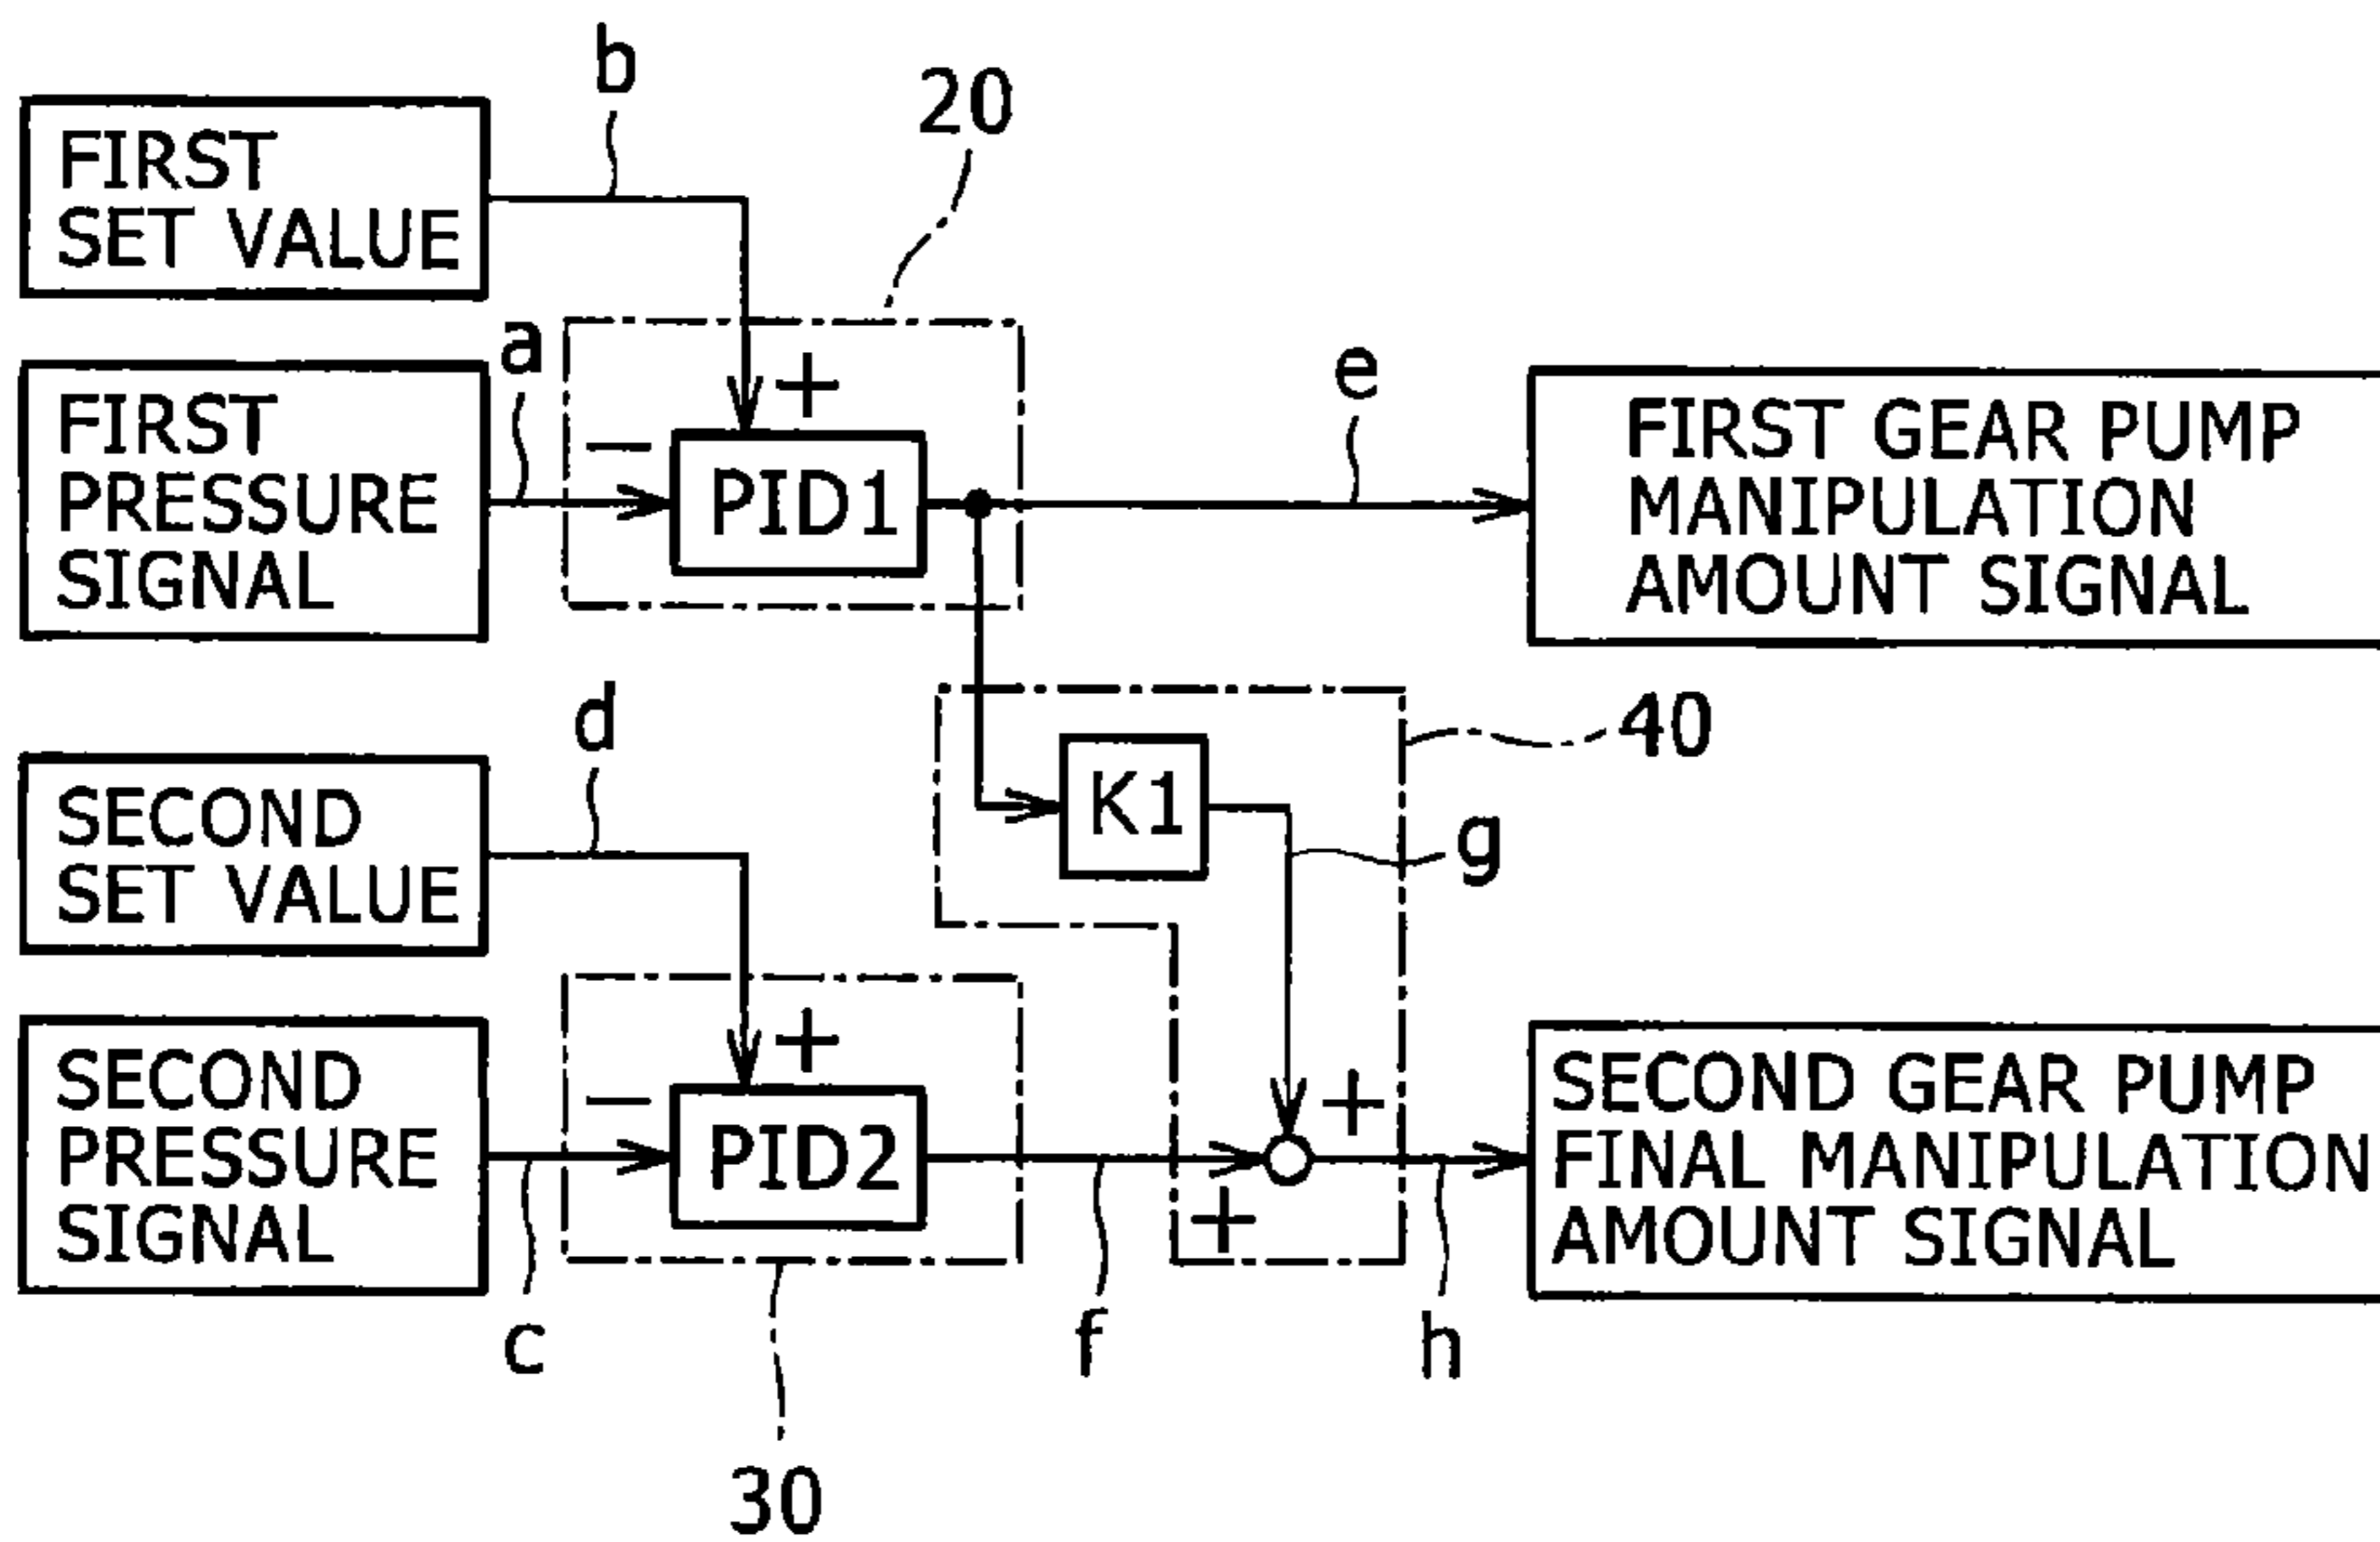 b
20
FIRST
SET VALUE
a
+
e
FIRST
PRESSURE
SIGNAL
−
PID1
FIRST GEAR PUMP
MANIPULATION
AMOUNT SIGNAL
d
40
SECOND
SET VALUE
K1
g
+
SECOND
PRESSURE
SIGNAL
−
PID2
+
+
SECOND GEAR PUMP
FINAL MANIPULATION
AMOUNT SIGNAL
c
f
h
30